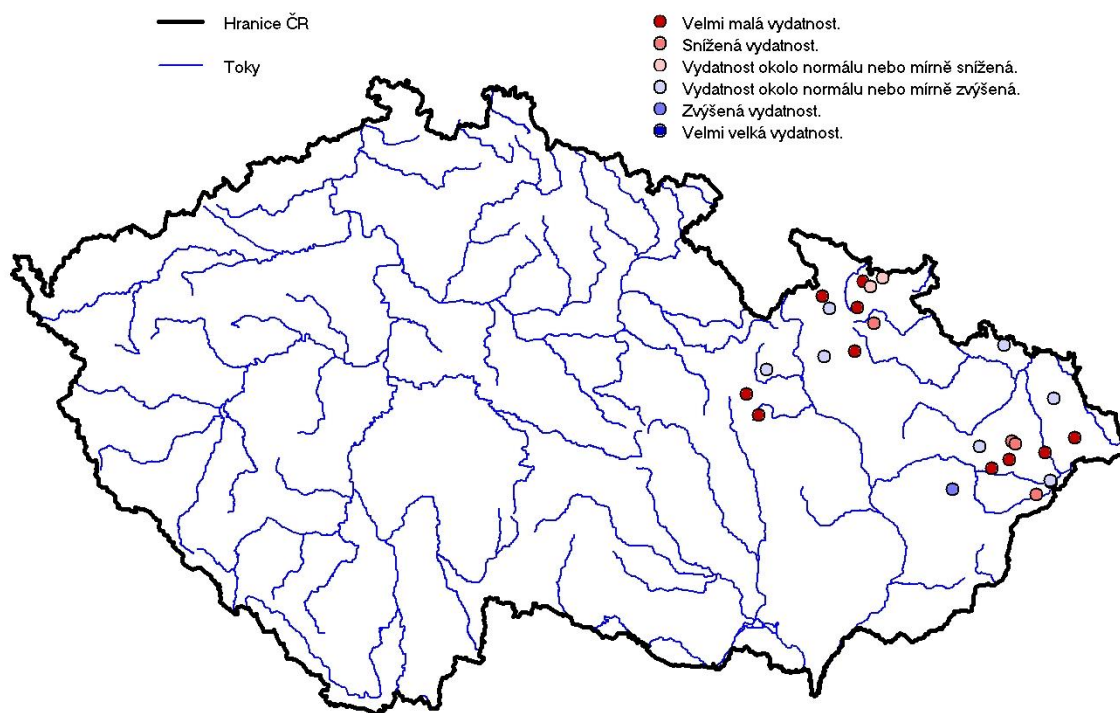 Hranice ČR
Toky
Velmi malá vydatnost.
Snížená vydatnost.
Vydatnost okolo normálu nebo mírně snížená.
Vydatnost okolo normálu nebo mírně zvýšená.
Zvýšená vydatnost.
Velmi velká vydatnost.